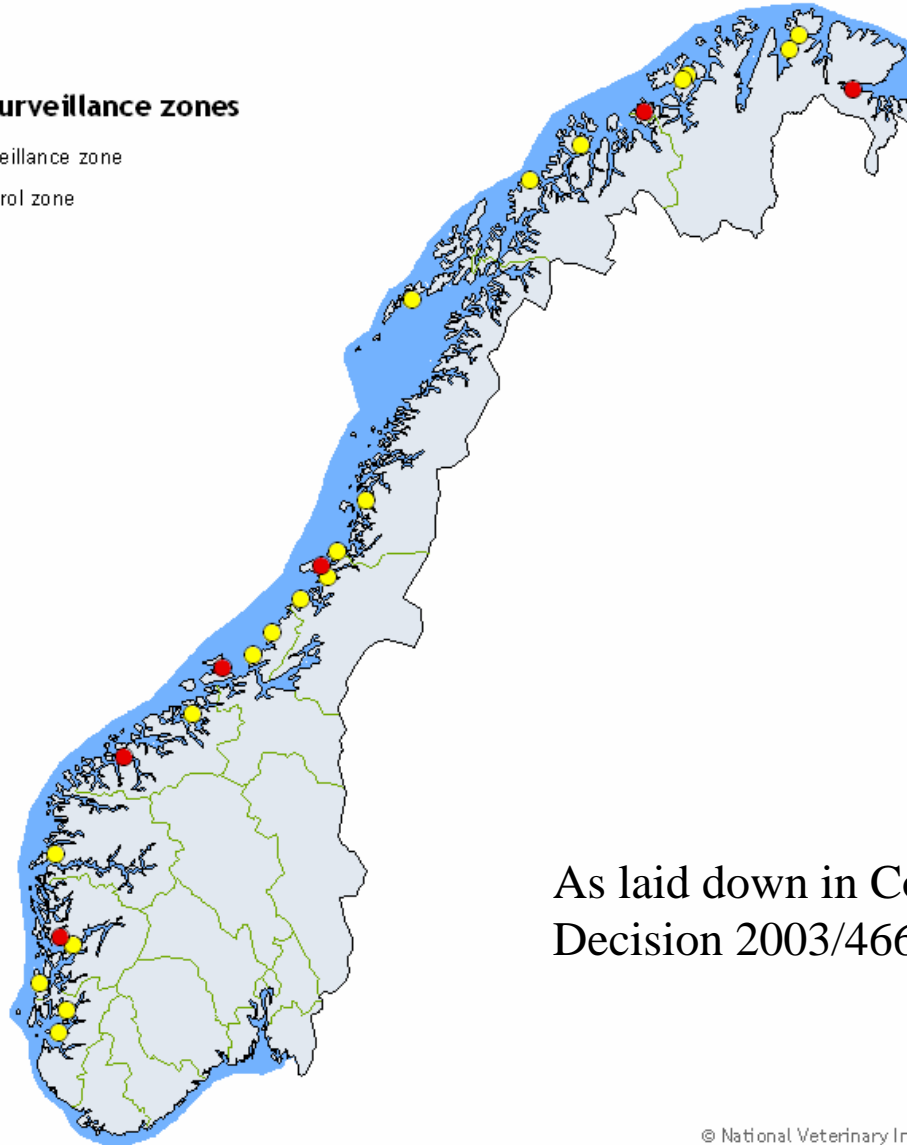 urveillance zones
eillance zone
rol zone
As laid down in Co
Decision 2003/466
© National Veterinary In